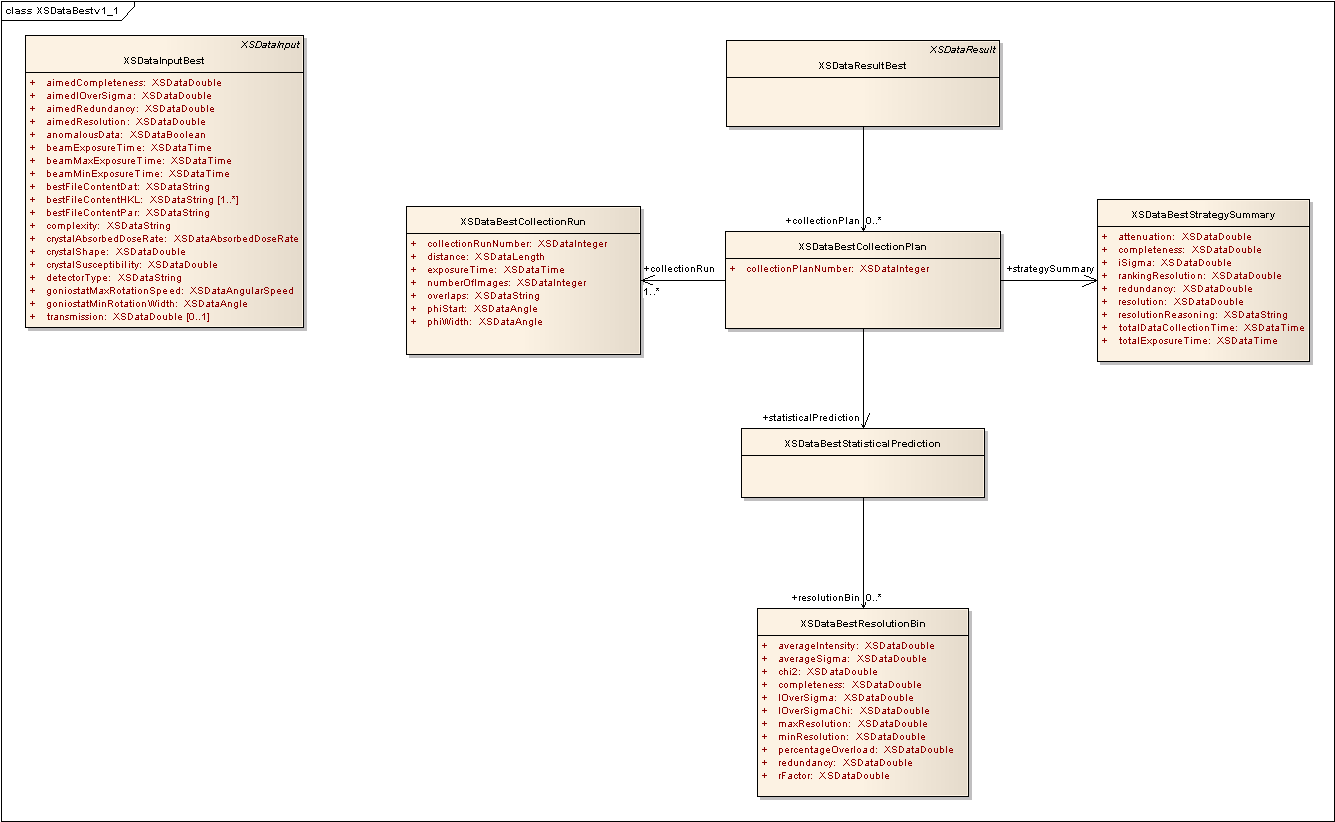 class XSDataBestv1_1
XSDataInput
XSDataInputBest
+ aimedCompleteness: XSDataDouble
+ aimedIOverSigma: XSDataDouble
+ aimedRedundancy: XSDataDouble
+ aimedResolution: XSDataDouble
+ anomalousData: XSDataBoolean
+ beamExposureTime: XSDataTime
+ beamMaxExposureTime: XSDataTime
+ beamMinExposureTime: XSDataTime
+ bestFileContentDat: XSDataString
+ bestFileContentHKL: XSDataString [1..*]
+ bestFileContentPar: XSDataString
+ complexity: XSDataString
+ crystalAbsorbedDoseRate: XSDataAbsorbedDoseRate
+ crystalShape: XSDataDouble
+ crystalSusceptibility: XSDataDouble
+ detectorType: XSDataString
+ goniostatMaxRotationSpeed: XSDataAngularSpeed
+ goniostatMinRotationWidth: XSDataAngle
+ transmission: XSDataDouble [0..1]
XSDataResult
XSDataResultBest
+collectionPlan 0..*
XSDataBestCollectionRun
+ collectionRunNumber: XSDataInteger
+ distance: XSDataLength
+ exposureTime: XSDataTime
+ numberOfImages: XSDataInteger
+ overlaps: XSDataString
+ phiStart: XSDataAngle
+ phiWidth: XSDataAngle
+collectionRun
1..*
XSDataBestCollectionPlan
+ collectionPlanNumber: XSDataInteger
+strategySummary
XSDataBestStrategySummary
+ attenuation: XSDataDouble
+ completeness: XSDataDouble
+ iSigma: XSDataDouble
+ rankingResolution: XSDataDouble
+ redundancy: XSDataDouble
+ resolution: XSDataDouble
+ resolutionReasoning: XSDataString
+ totalDataCollectionTime: XSDataTime
+ totalExposureTime: XSDataTime
+statisticalPrediction
XSDataBestStatisticalPrediction
+resolutionBin 0..*
XSDataBestResolutionBin
+ averageIntensity: XSDataDouble
+ averageSigma: XSDataDouble
+ chi2: XSDataDouble
+ completeness: XSDataDouble
+ IOverSigma: XSDataDouble
+ IOverSigmaChi: XSDataDouble
+ maxResolution: XSDataDouble
+ minResolution: XSDataDouble
+ percentageOverload: XSDataDouble
+ redundancy: XSDataDouble
+ rFactor: XSDataDouble